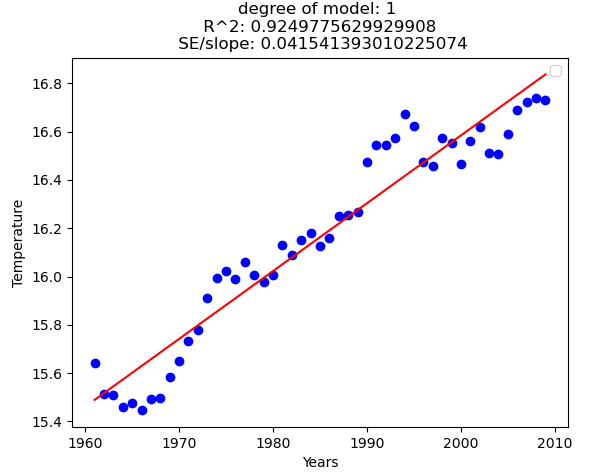 degree of model: 1
R^2: 0.9249775629929908
SE/slope: 0.041541393010225074
16.8
16.6
16.4
16.2
16.0
15.8
15.6
15.4
Temperature
1960 1970 1980 1990 2000 2010
Years